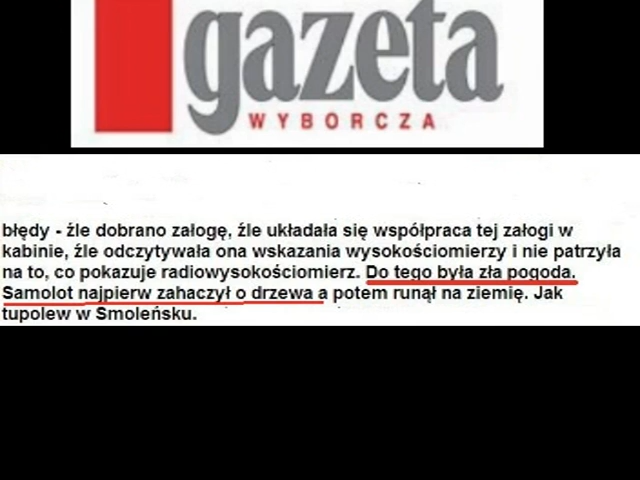 gazeta
WYBORCZA
błędy - źle dobrano załogę, źle układała się współpraca tej załogi w
kabinie, źle odczytywała ona wskazania wysokościomierzy i nie patrzyła
na to, co pokazuje radiowysokościomierz. Do tego była zła pogoda.
Samolot najpierw zahaczył o drzewa a potem runął na ziemię. Jak
tupolew w Smoleńsku.